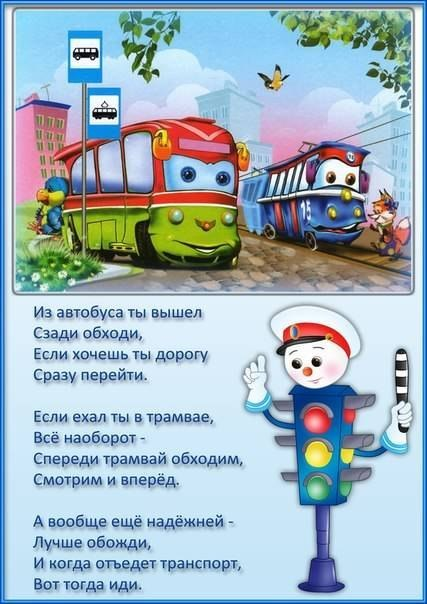 Из автобуса ты вышел
Сзади обходи,
Если хочешь ты дорогу
Сразу перейти.
Если ехал ты в трамвае,
Всё наоборот -
Спереди трамвай обходим,
Смотрим и вперёд.
А вообще ещё надёжней -
Лучше обожди,
И когда отъедет транспорт,
Вот тогда иди.